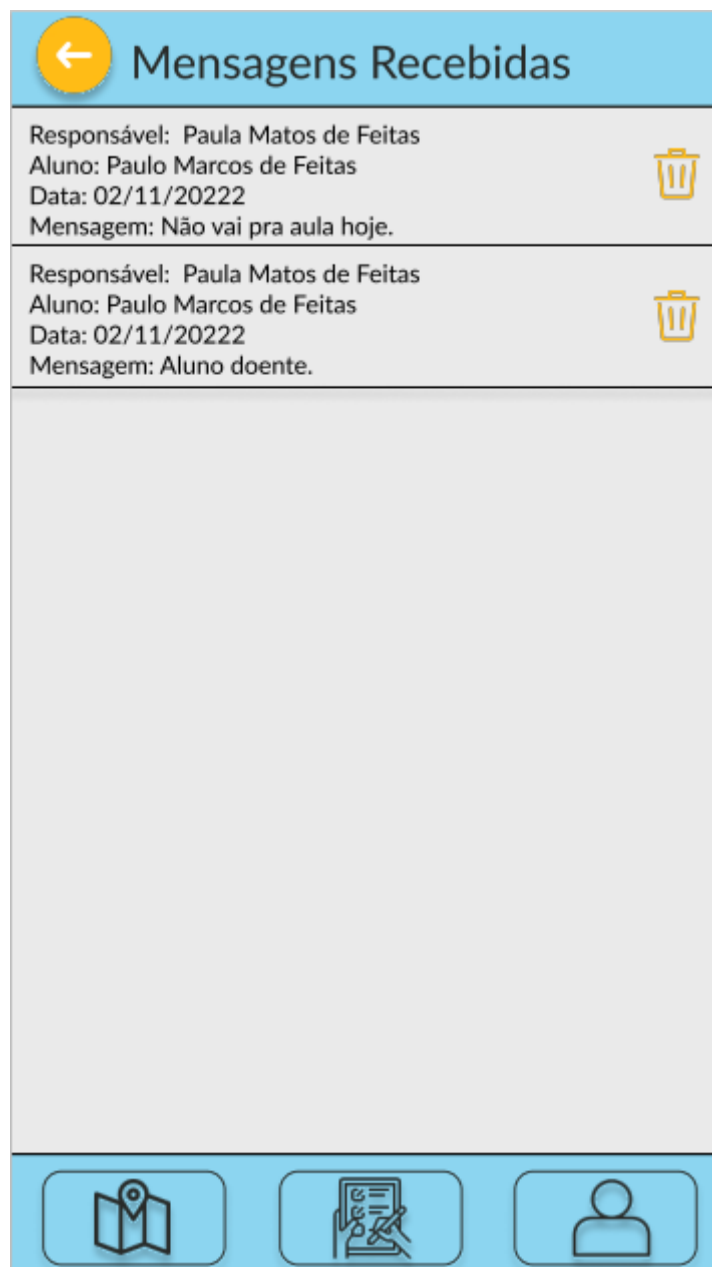 Mensagens Recebidas
Responsável:  Paula Matos de Feitas
Aluno: Paulo Marcos de Feitas
Data: 02/11/20222
Mensagem: Não vai pra aula hoje.
Responsável:  Paula Matos de Feitas
Aluno: Paulo Marcos de Feitas
Data: 02/11/20222
Mensagem: Aluno doente.